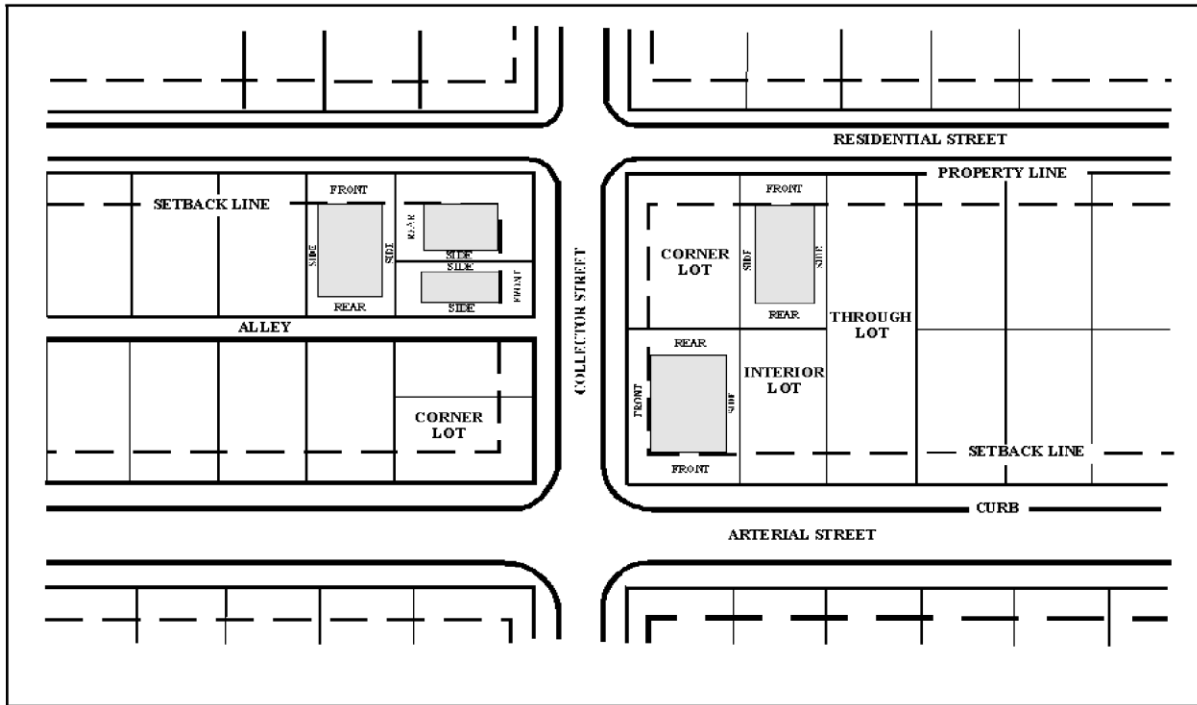 RESIDENTIAL STREET
PROPERTY LINE
FRONT
SETBACK LINE
REAR
SIDE
SIDE
SIDE
SIDE
FRONT
SIDE
REAR
ALLEY
COLLECTOR STREET
CORNER
LOT
FRONT
CORNER
LOT
SIDE
SIDE
REAR
THROUGH
LOT
REAR
INTERIOR
LOT
FRONT
SIDE
FRONT
SETBACK LINE
CURB
ARTERIAL STREET